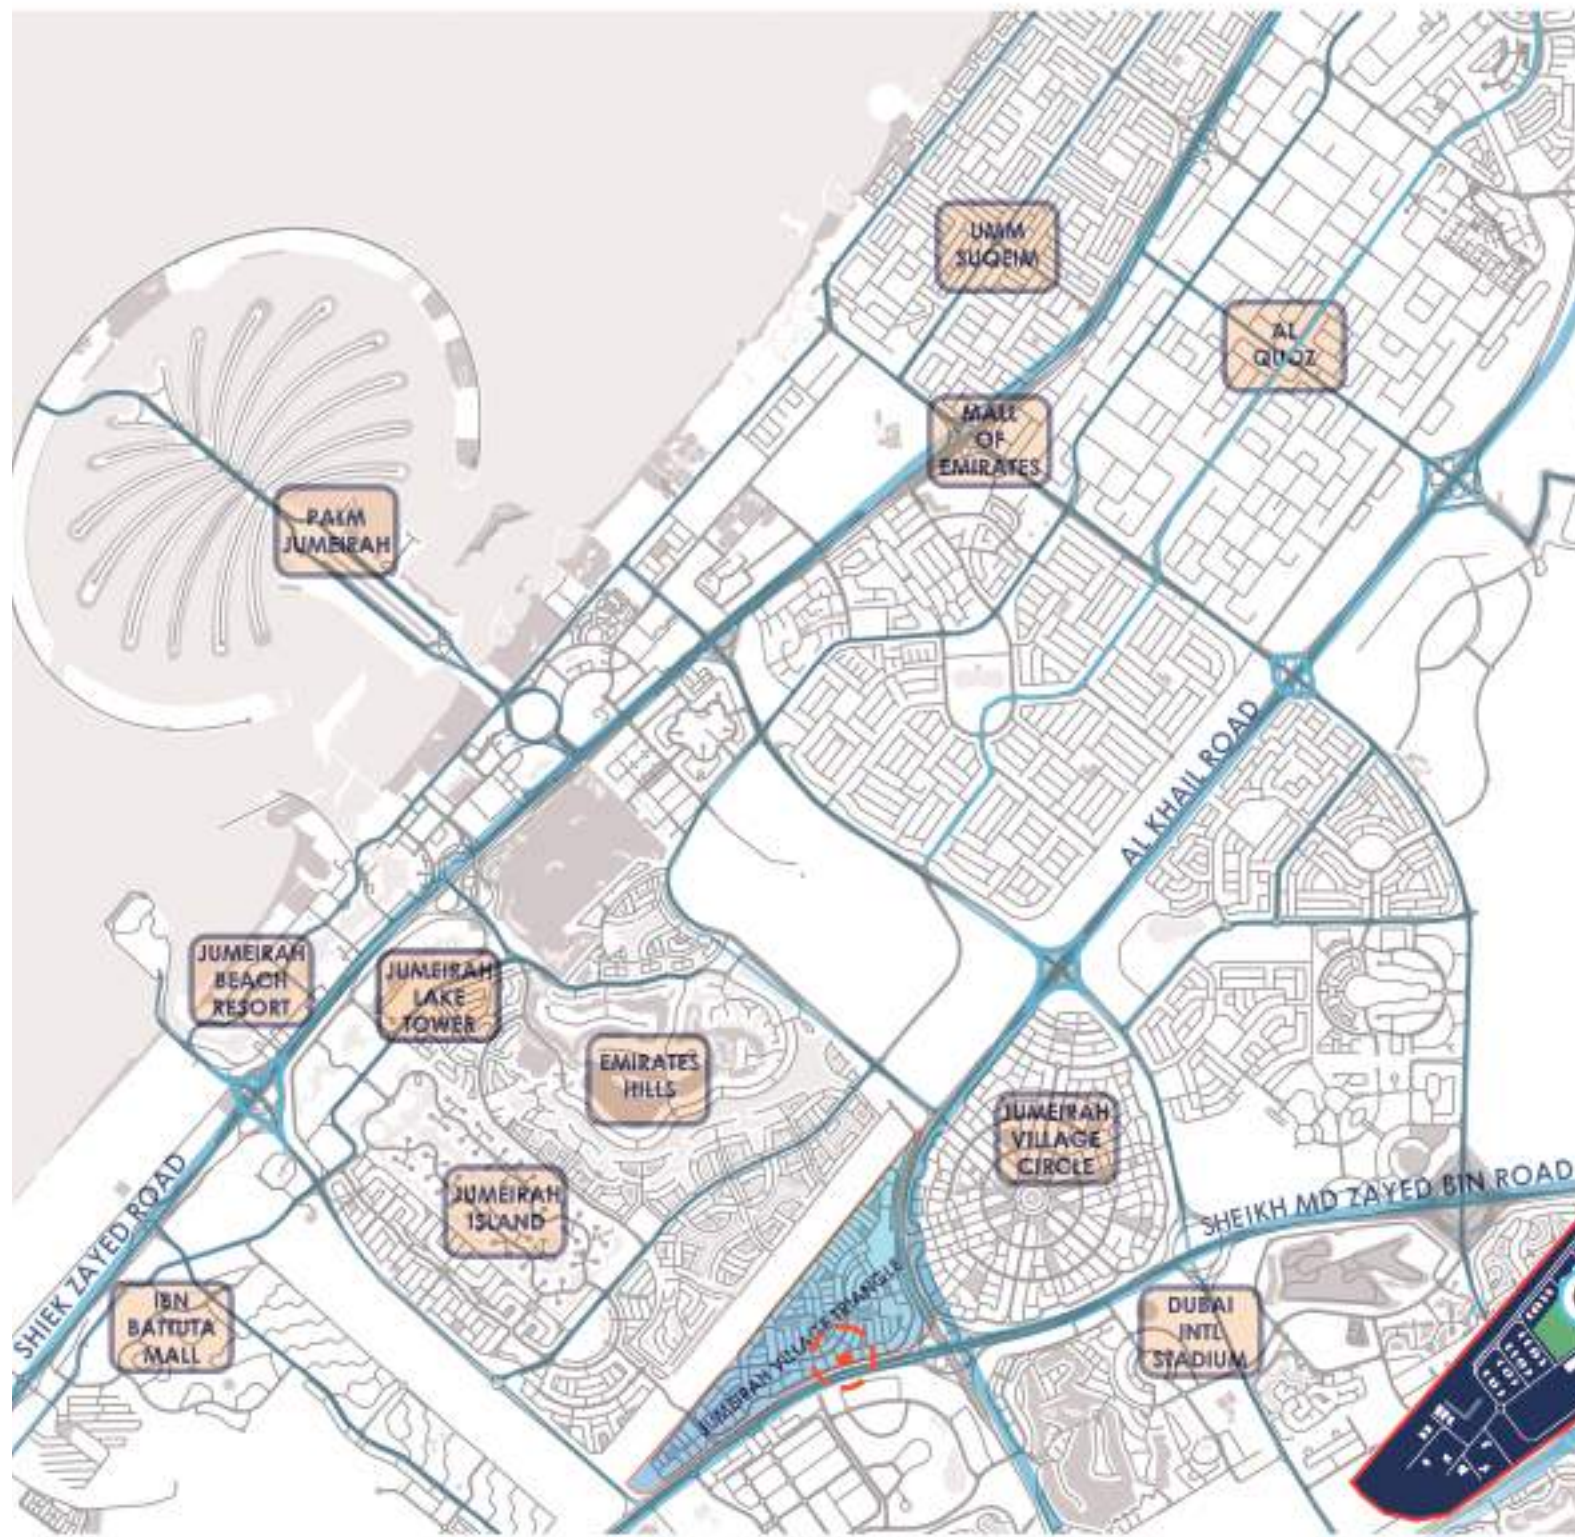 UMM
SUQEIM
AL
QUOZ
MALL
OF
EMIRATES
PALM
JUMEIRAH
AL KHAIL ROAD
JUMEIRAH
BEACH
RESORT
JUMEIRAH
LAKE
TOWER
EMIRATES
HILLS
JUMEIRAH
VILLAGE
CIRCLE
JUMEIRAH
ISLAND
SHEIKH MD ZAYED BIN ROAD
SHIEK ZAYED ROAD
IBN
BATTUTA
MALL
JUMEIRAH VILLAGE TRIANGLE
DUBAI
INTL
STADIUM